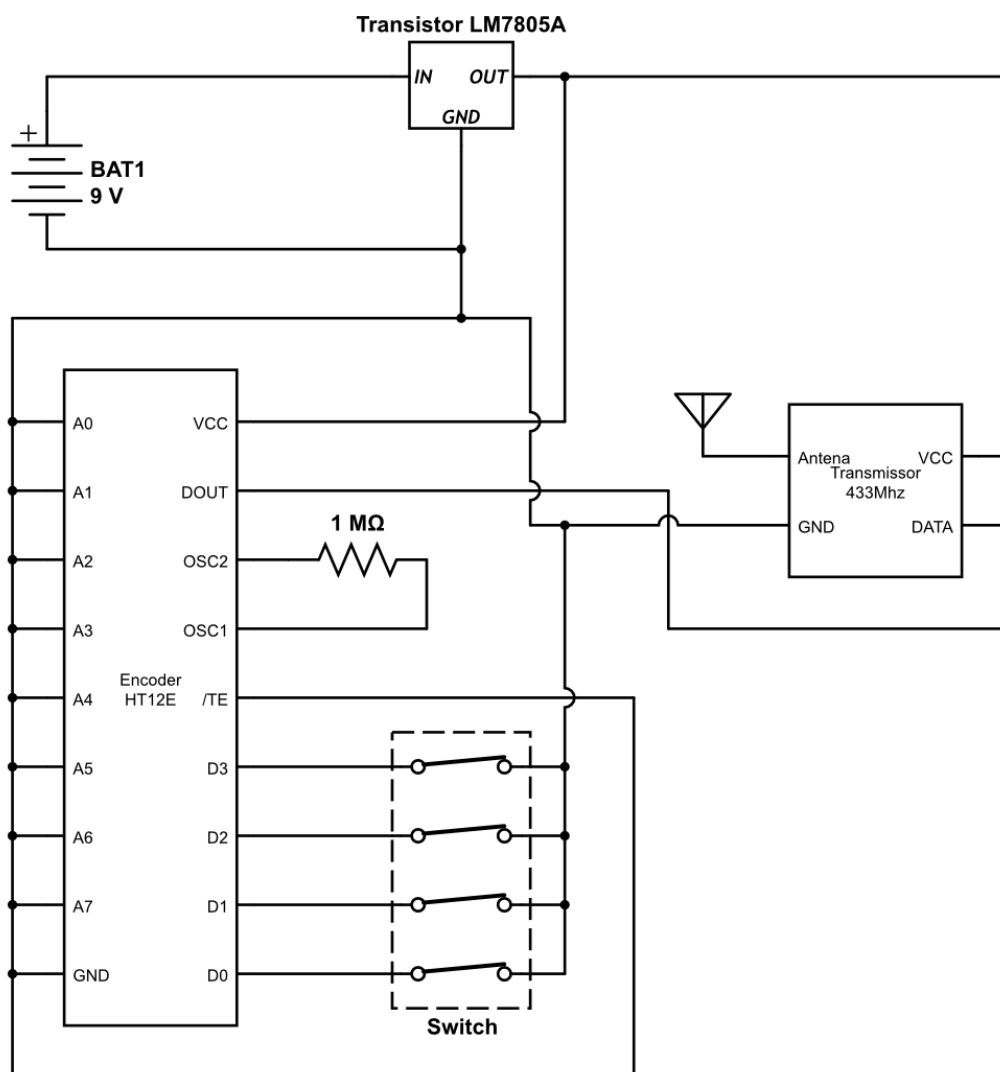 Transistor LM7805A
IN OUT
GND
+
BAT1
9 V
A0 VCC
A1 DOUT
A2 OSC2
A3 OSC1
A4 /TE
A5 D3
A6 D2
A7 D1
GND D0
Encoder
HT12E
1 MΩ
Switch
Antena VCC
Transmissor
433Mhz
GND DATA